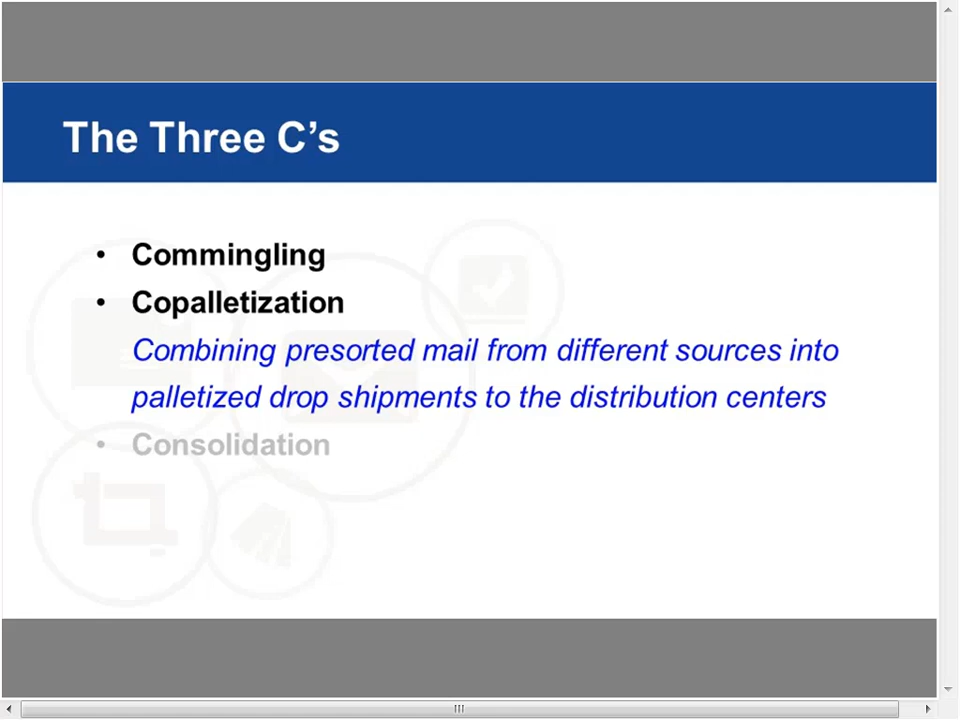 The Three C’s
• Commingling
• Copalletization
Combining presorted mail from different sources into
palletized drop shipments to the distribution centers
• Consolidation